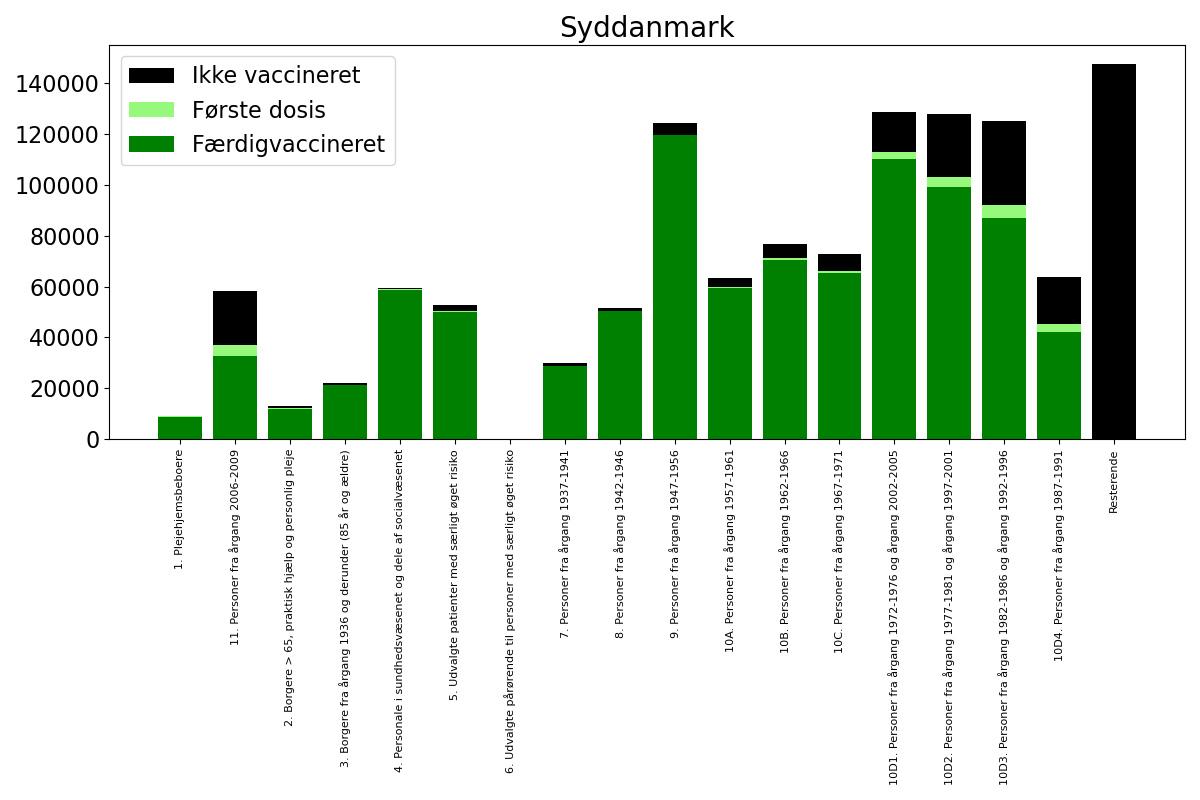 Syddanmark
Ikke vaccineret
Første dosis
Færdigvaccineret
140000
120000
100000
80000
60000
40000
20000
0
1. Plejehjemsbeboere
11. Personer fra årgang 2006-2009
2. Borgere > 65, praktisk hjælp og personlig pleje
3. Borgere fra årgang 1936 og derunder (85 år og ældre)
4. Personale i sundhedsvæsenet og dele af socialvæsenet
5. Udvalgte patienter med særligt øget risiko
6. Udvalgte pårørende til personer med særligt øget risiko
7. Personer fra årgang 1937-1941
8. Personer fra årgang 1942-1946
9. Personer fra årgang 1947-1956
10A. Personer fra årgang 1957-1961
10B. Personer fra årgang 1962-1966
10C. Personer fra årgang 1967-1971
10D1. Personer fra årgang 1972-1976 og årgang 2002-2005
10D2. Personer fra årgang 1977-1981 og årgang 1997-2001
10D3. Personer fra årgang 1982-1986 og årgang 1992-1996
10D4. Personer fra årgang 1987-1991
Resterende